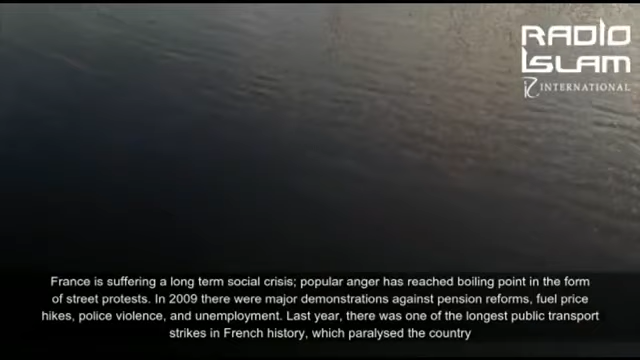 RADIO
ISLAM
INTERNATIONAL
France is suffering a long term social crisis; popular anger has reached boiling point in the form
of street protests. In 2009 there were major demonstrations against pension reforms, fuel price
hikes, police violence, and unemployment. Last year, there was one of the longest public transport
strikes in French history, which paralysed the country